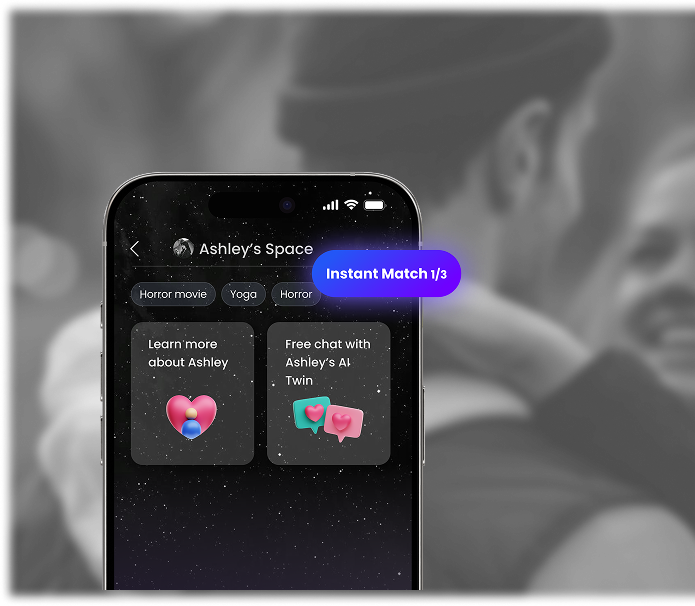 Ashley's Space
Instant Match 1/3
Horror movie
Yoga
Horror
Learn more
about Ashley
Free chat with
Ashley's AI
Twin